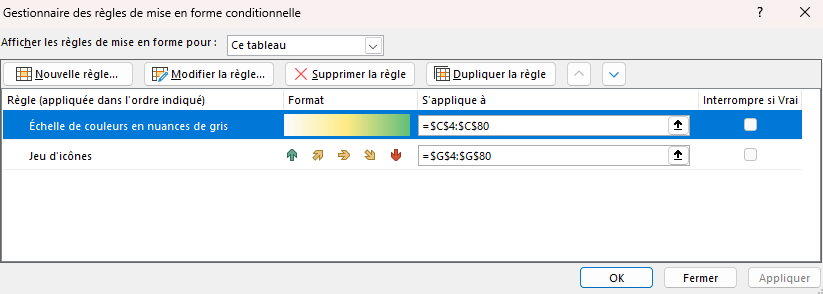 Gestionnaire des règles de mise en forme conditionnelle ?
Afficher les règles de mise en forme pour : Ce tableau
Nouvelle règle... Modifier la règle... Supprimer la règle Dupliquer la règle
Règle (appliquée dans l'ordre indiqué) Format S'applique à Interrompre si Vrai
Échelle de couleurs en nuances de gris =$C$4:$C$80
Jeu d'icônes =$G$4:$G$80
OK Fermer Appliquer